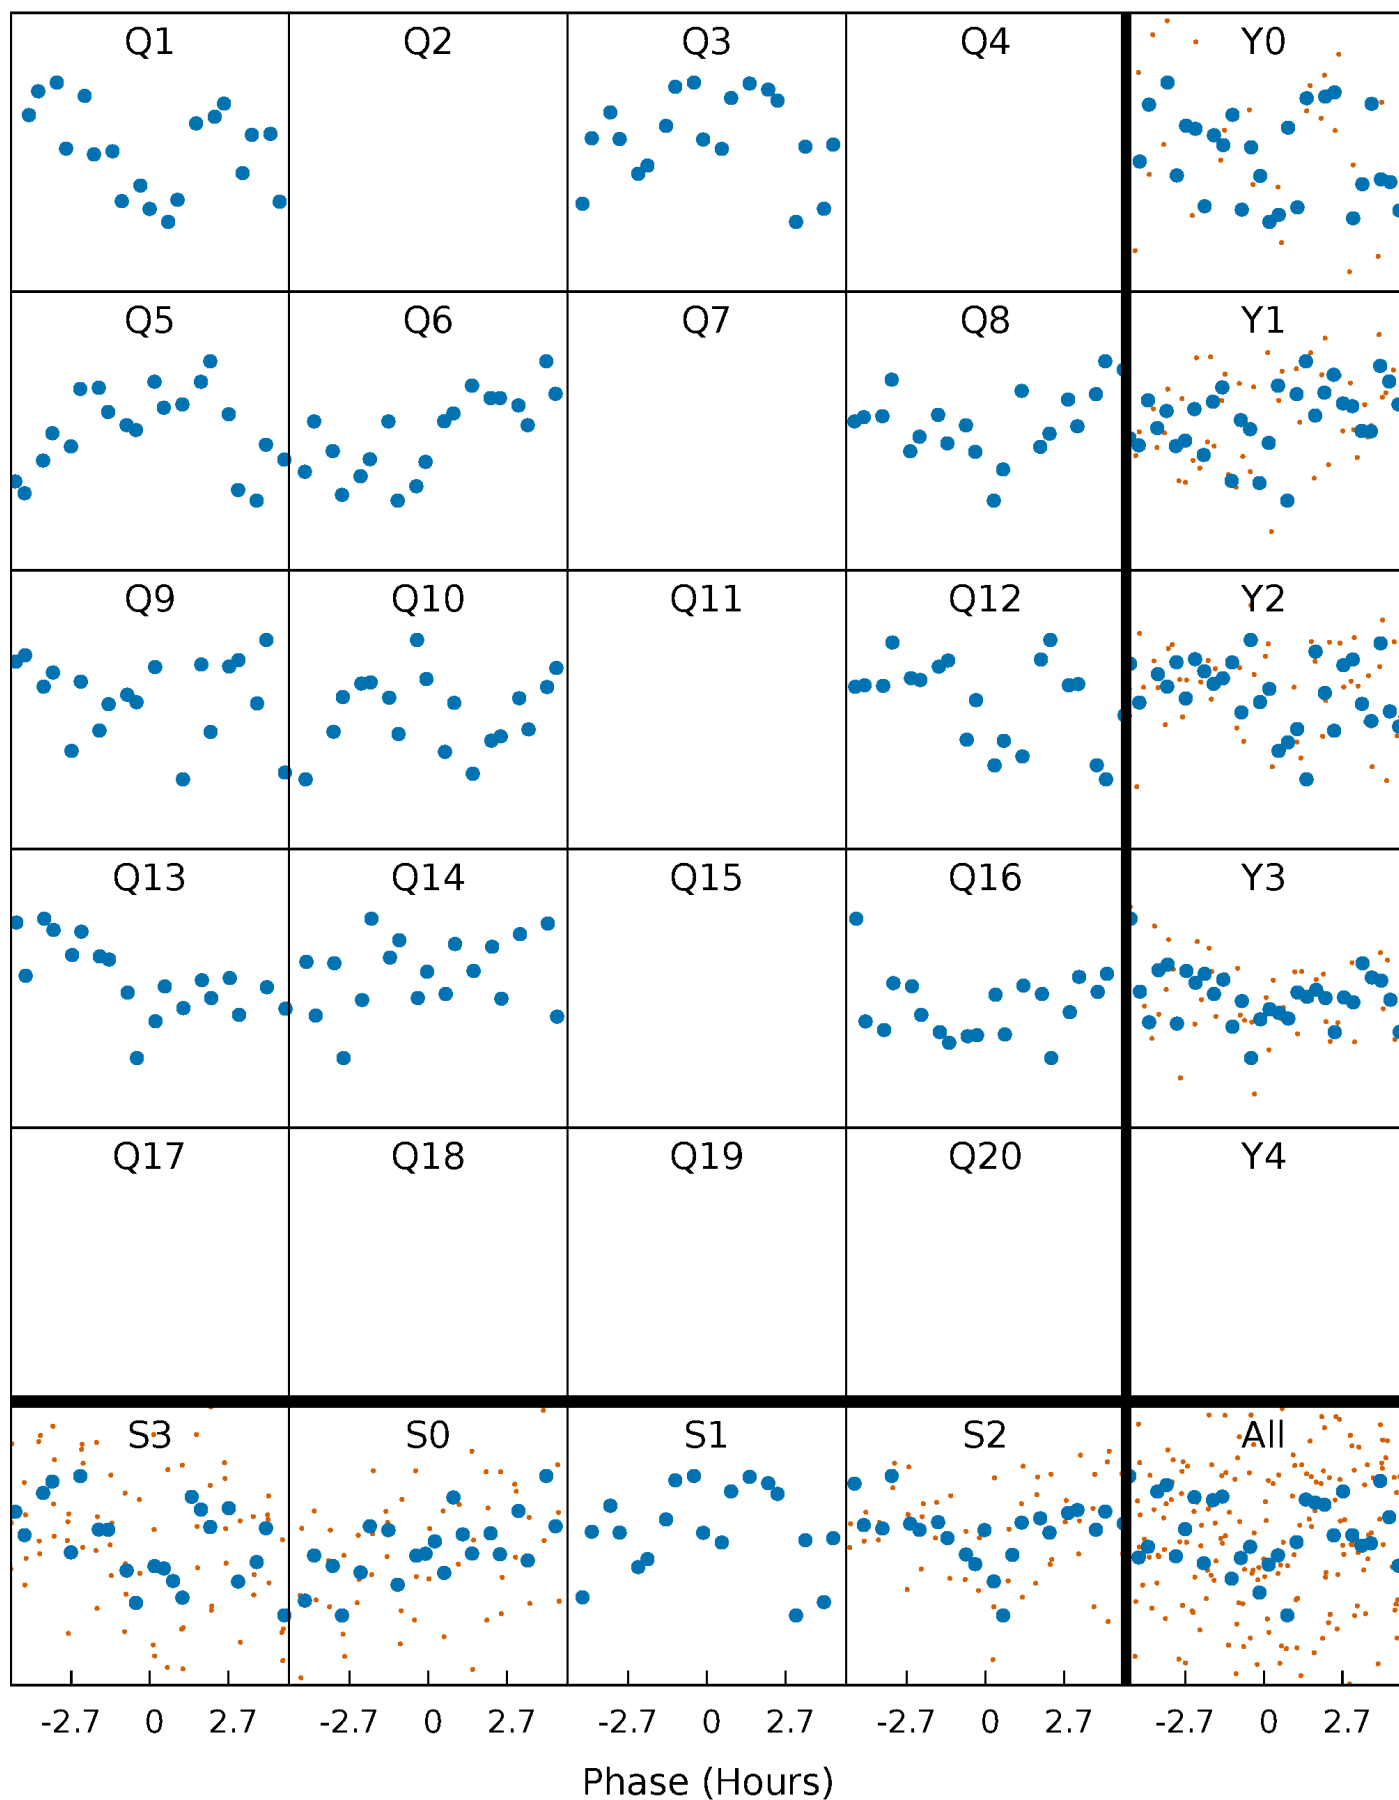 Q1 Q2 Q3 Q4 Y0
Q5 Q6 Q7 Q8 Y1
Q9 Q10 Q11 Q12 Y2
Q13 Q14 Q15 Q16 Y3
Q17 Q18 Q19 Q20 Y4
S3 S0 S1 S2 All
-2.7 0 2.7 -2.7 0 2.7 -2.7 0 2.7 -2.7 0 2.7 -2.7 0 2.7
Phase (Hours)